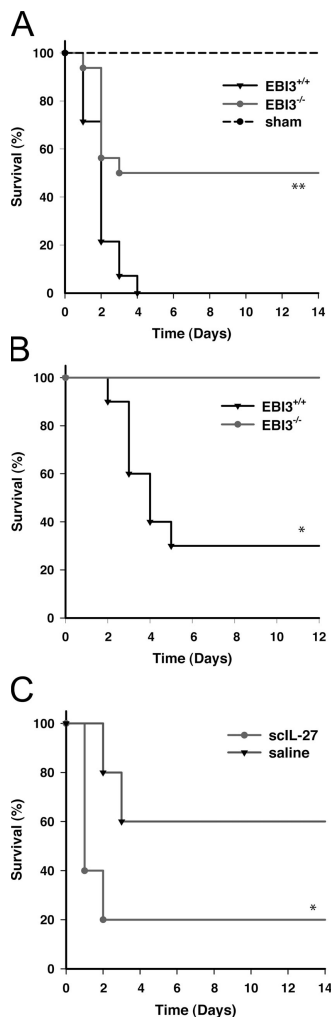 A
Survival (%)
100
80
60
40
20
0
EBI3+/+
EBI3-/-
sham
**
0 2 4 6 8 10 12 14
Time (Days)
B
Survival (%)
100
80
60
40
20
0
EBI3+/+
EBI3-/-
*
0 2 4 6 8 10 12
Time (Days)
C
Survival (%)
100
80
60
40
20
0
scIL-27
saline
*
0 2 4 6 8 10 12 14
Time (Days)